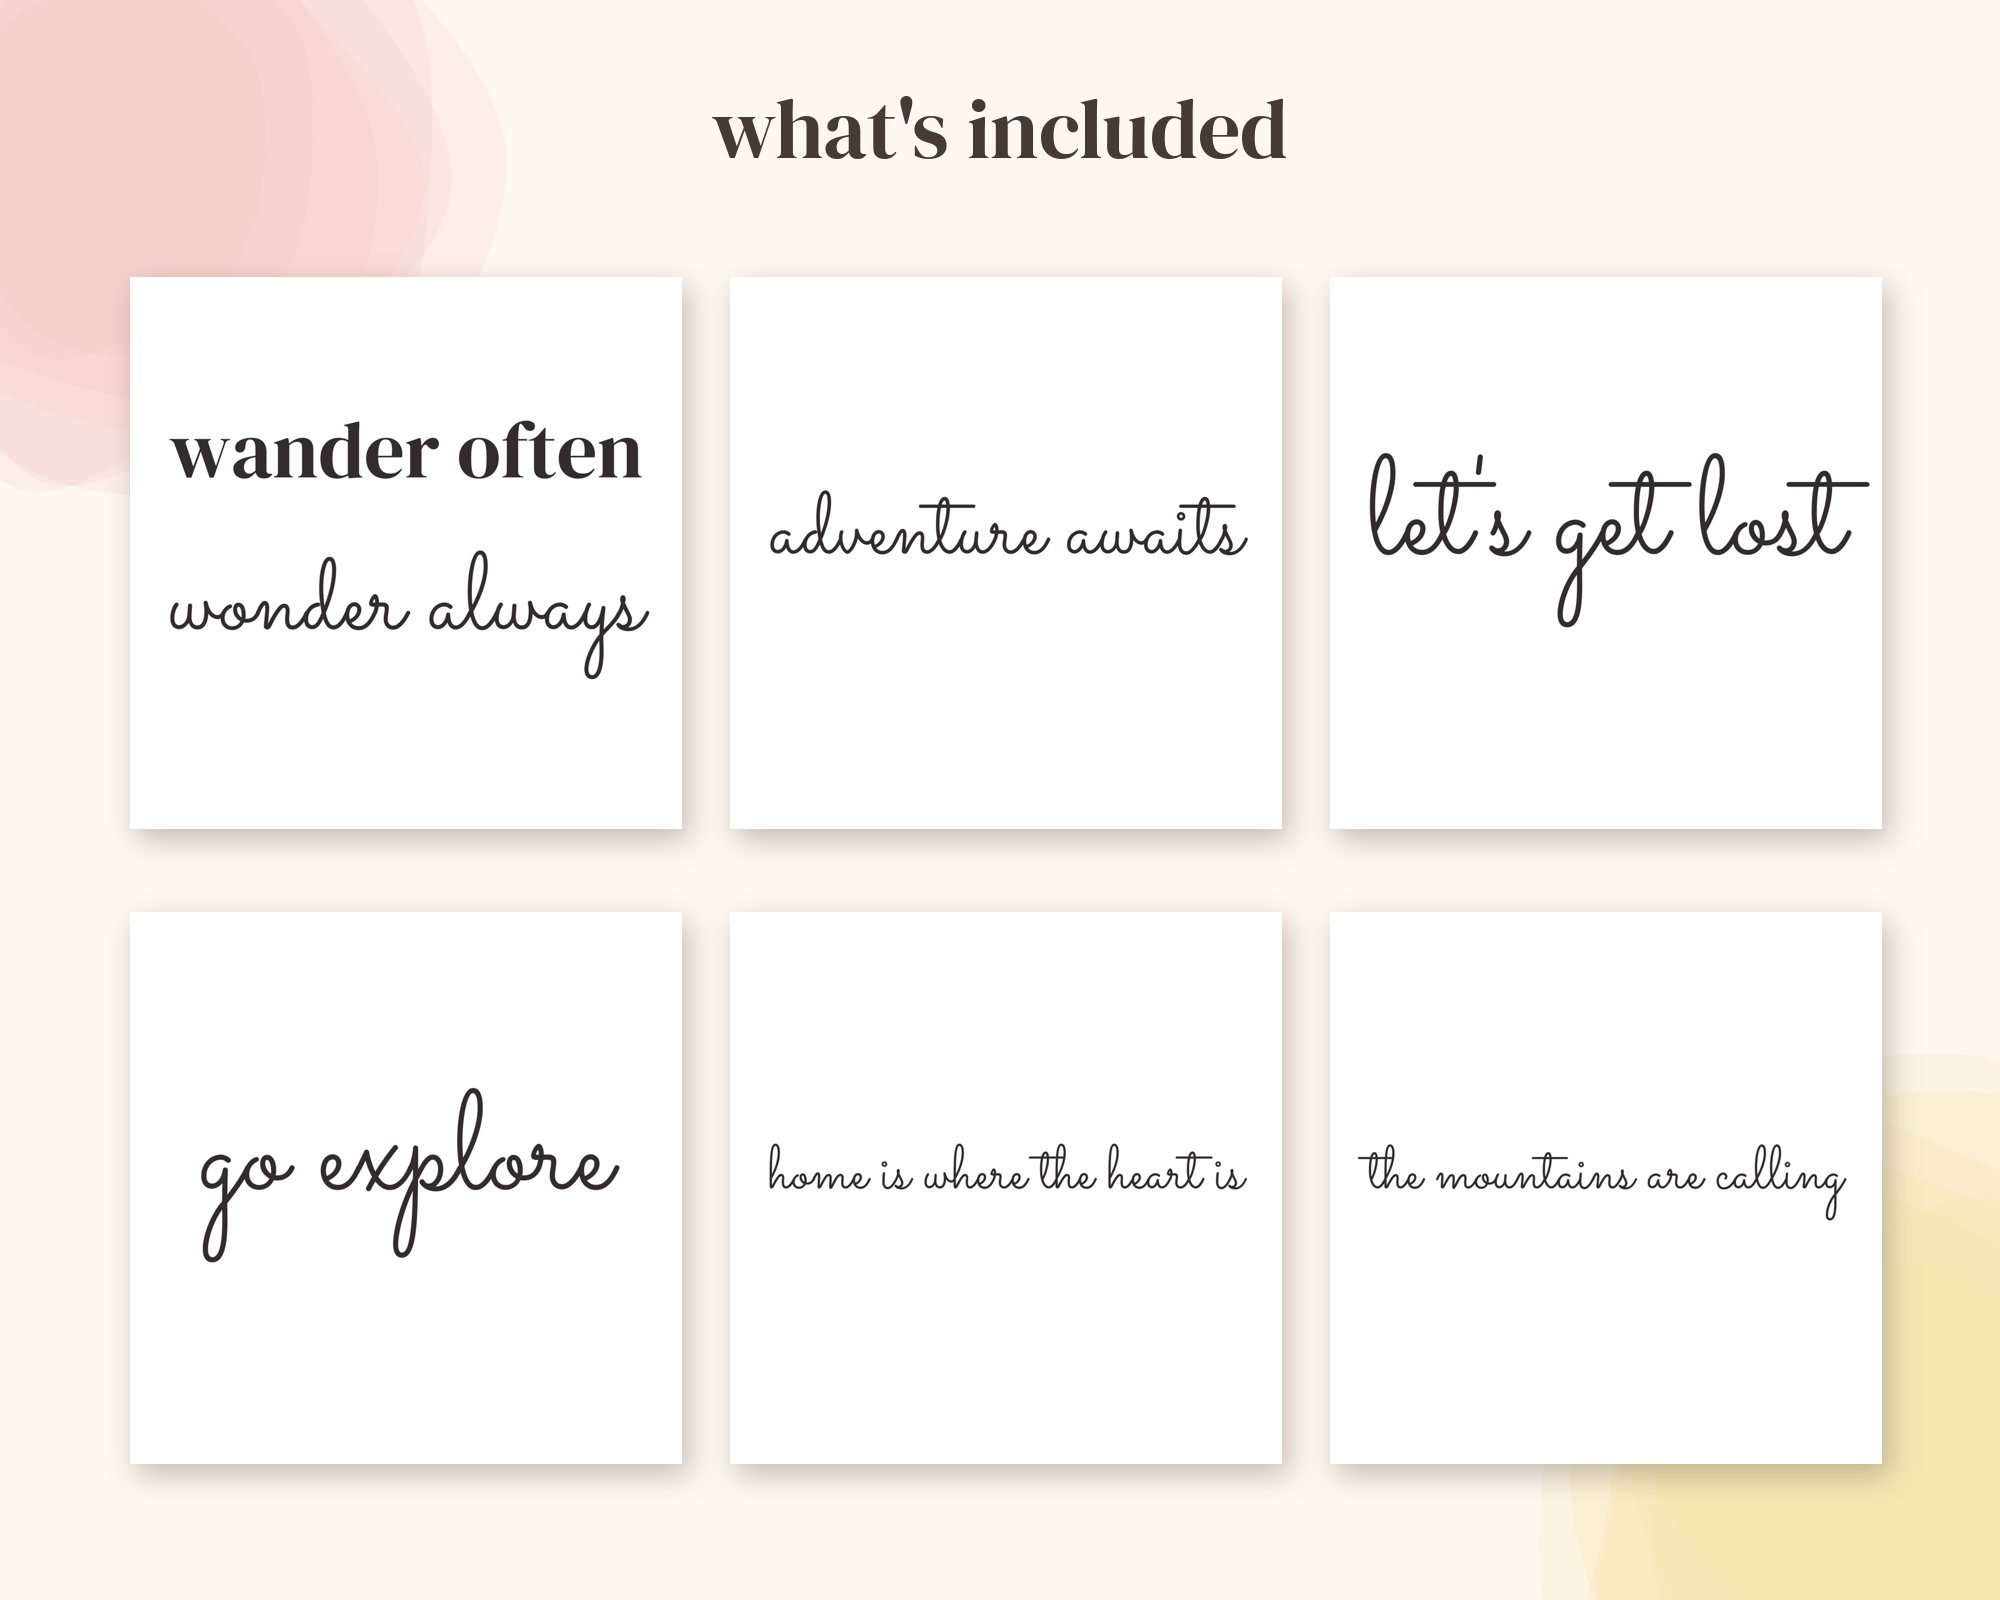 what's included
wander often
wonder always
adventure awaits
let's get lost
go explore
home is where the heart is
the mountains are calling